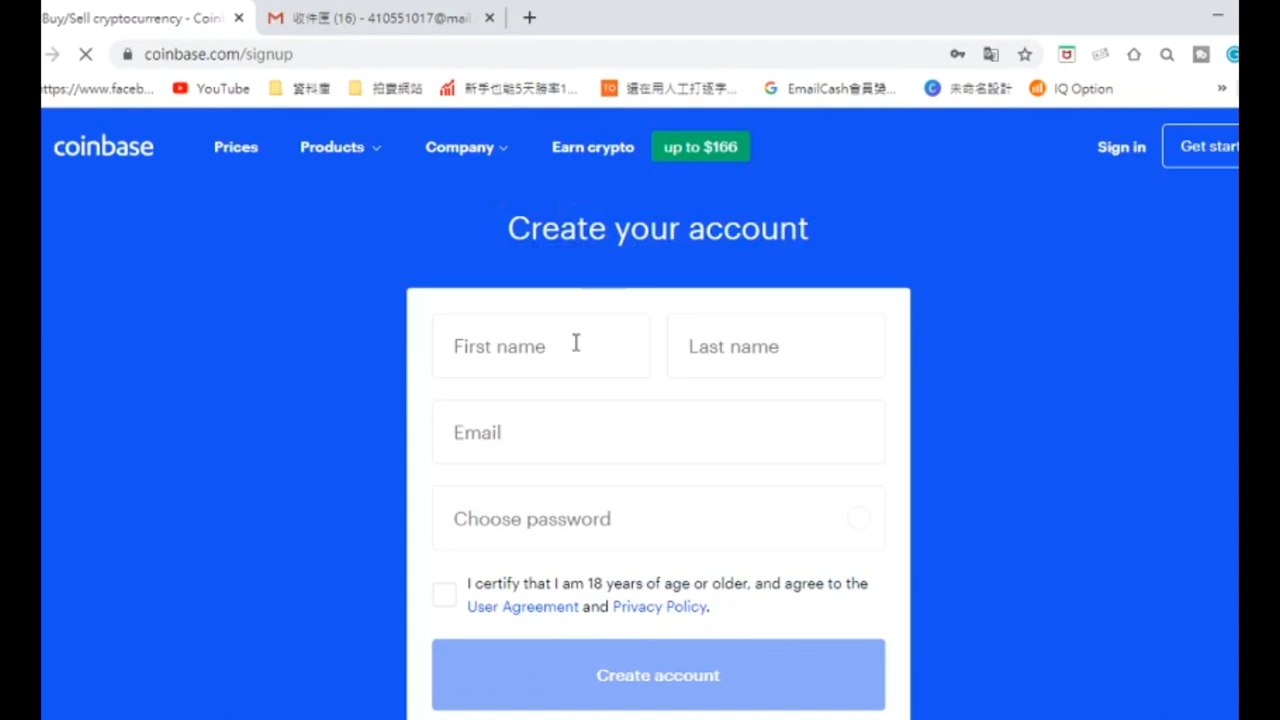 Buy/Sell cryptocurrency - Coin
收件匣 (16) - 410551017@mail.
coinbase.com/signup
ttps://www.faceb...
YouTube
資料庫
拍賣網站
新手也能5天勝率1...
還在用人工打逐字...
EmailCash會員獎...
未命名設計
IQ Option
»
coinbase
Prices
Products
Company
Earn crypto
up to $166
Sign in
Get star
Create your account
First name
Last name
Email
Choose password
I certify that I am 18 years of age or older, and agree to the
User Agreement and Privacy Policy.
Create account